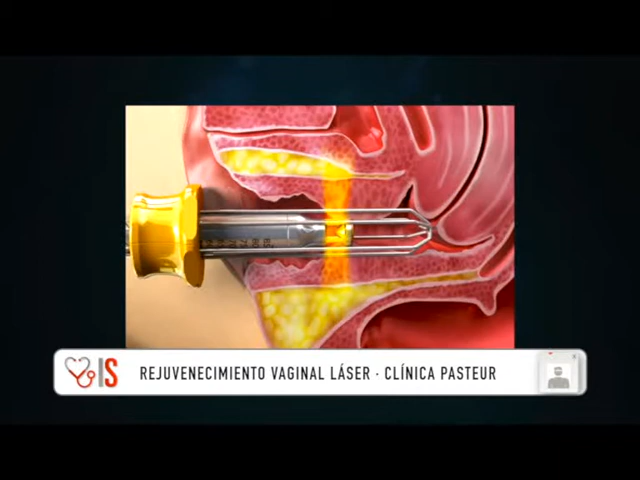 IS
REJUVENECIMIENTO VAGINAL LÁSER · CLÍNICA PASTEUR